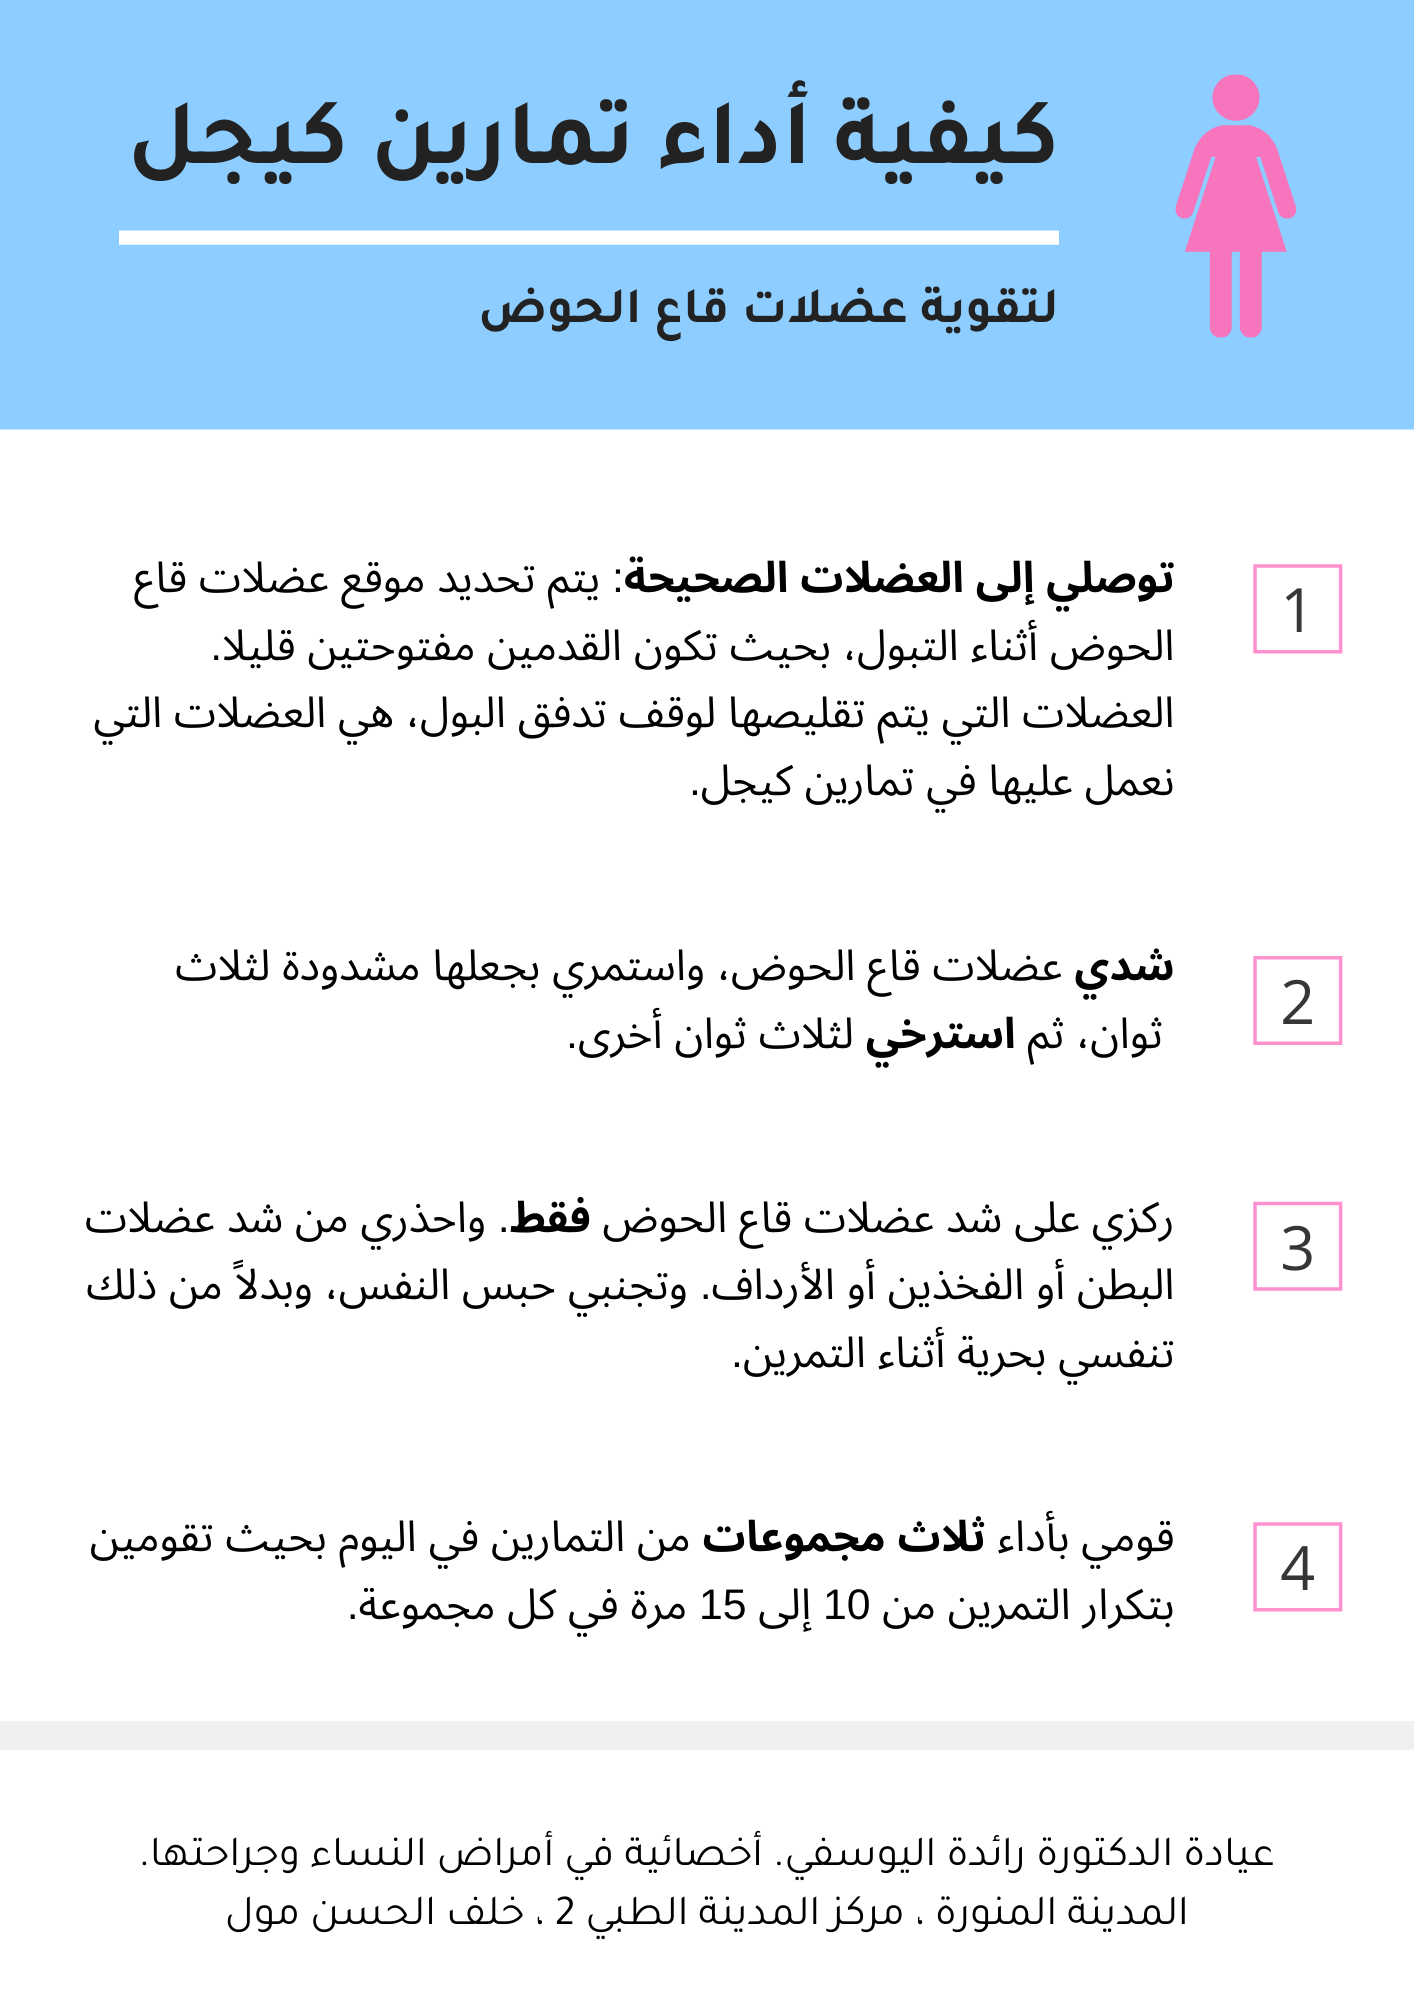 كيفية أداء تمارين كيجل
لتقوية عضلات قاع الحوض
1
توصلي إلى العضلات الصحيحة: يتم تحديد موقع عضلات قاع
الحوض أثناء التبول، بحيث تكون القدمين مفتوحتين قليلا.
العضلات التي يتم تقليصها لوقف تدفق البول، هي العضلات التي
نعمل عليها في تمارين كيجل.
2
شدي عضلات قاع الحوض، واستمري بجعلها مشدودة لثلاث
ثوان، ثم استرخي لثلاث ثوان أخرى.
3
ركزي على شد عضلات قاع الحوض فقط. واحذري من شد عضلات
البطن أو الفخذين أو الأرداف. وتجنبي حبس النفس، وبدلاً من ذلك
تنفسي بحرية أثناء التمرين.
4
قومي بأداء ثلاث مجموعات من التمارين في اليوم بحيث تقومين
بتكرار التمرين من 10 إلى 15 مرة في كل مجموعة.
عيادة الدكتورة رائدة اليوسفي. أخصائية في أمراض النساء وجراحتها.
المدينة المنورة ، مركز المدينة الطبي 2 ، خلف الحسن مول